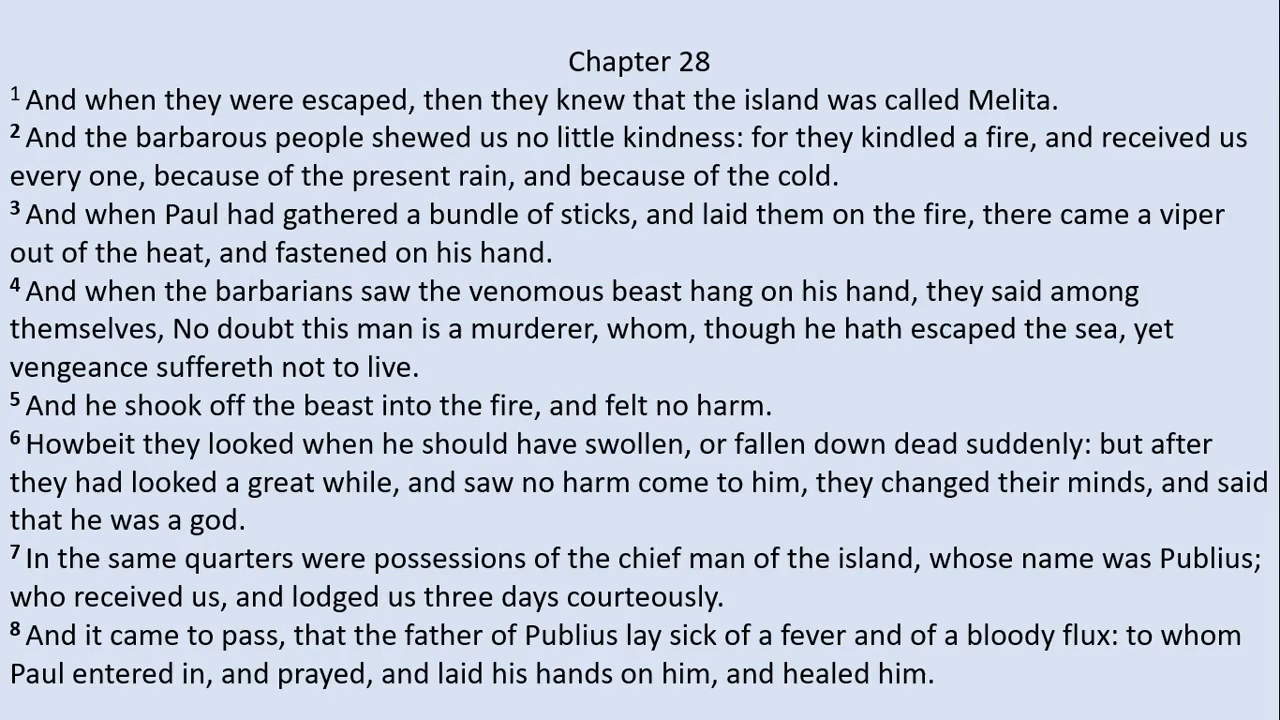 Chapter 28
1 And when they were escaped, then they knew that the island was called Melita.
2 And the barbarous people shewed us no little kindness: for they kindled a fire, and received us
every one, because of the present rain, and because of the cold.
3 And when Paul had gathered a bundle of sticks, and laid them on the fire, there came a viper
out of the heat, and fastened on his hand.
4 And when the barbarians saw the venomous beast hang on his hand, they said among
themselves, No doubt this man is a murderer, whom, though he hath escaped the sea, yet
vengeance suffereth not to live.
5 And he shook off the beast into the fire, and felt no harm.
6 Howbeit they looked when he should have swollen, or fallen down dead suddenly: but after
they had looked a great while, and saw no harm come to him, they changed their minds, and said
that he was a god.
7 In the same quarters were possessions of the chief man of the island, whose name was Publius;
who received us, and lodged us three days courteously.
8 And it came to pass, that the father of Publius lay sick of a fever and of a bloody flux: to whom
Paul entered in, and prayed, and laid his hands on him, and healed him.